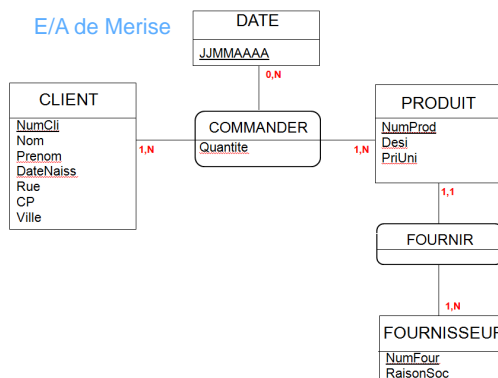 E/A de Merise
DATE
JJMMAAAA
0,N
CLIENT
NumCli
Nom
Prenom
DateNaiss
Rue
CP
Ville
1,N
COMMANDER
Quantite
1,N
PRODUIT
NumProd
Desi
PriUni
1,1
FOURNIR
1,N
FOURNISSEUR
NumFour
RaisonSoc